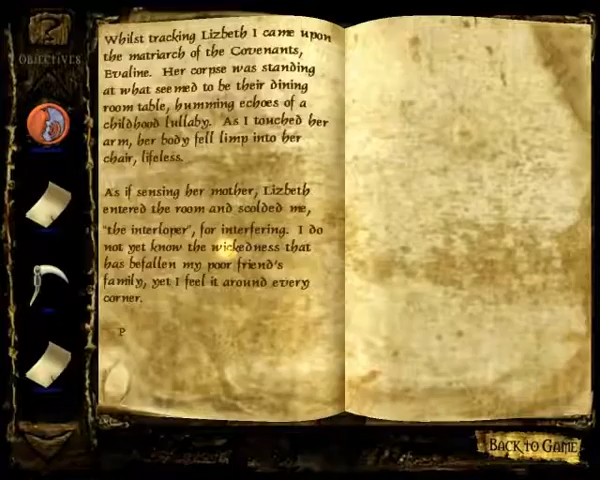 Objectives
Whilst tracking Lizbeth I came upon
the matriarch of the Covenants,
Evaline. Her corpse was standing
at what seemed to be their dining
room table, humming echoes of a
childhood lullaby. As I touched her
arm, her body fell limp into her
chair, lifeless.
As if sensing her mother, Lizbeth
entered the room and scolded me,
"the interloper", for interfering. I do
not yet know the wickedness that
has befallen my poor friend's
family, yet I feel it around every
corner.
P
Back to Game